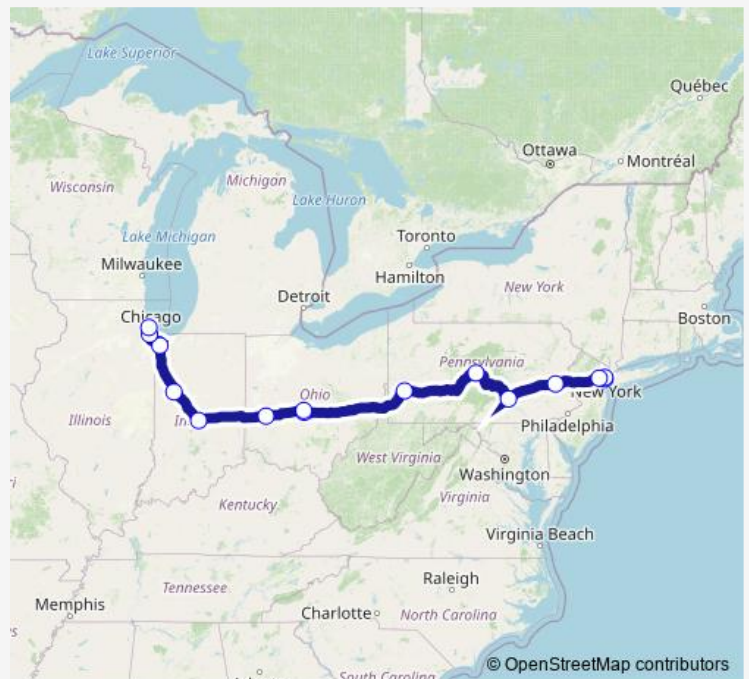 Lake Superior
Québec
Ottawa
Montréal
Wisconsin
Michigan
Lake Huron
Toronto
Lake Michigan
Milwaukee
Hamilton
New York
Detroit
Chicago
Boston
Pennsylvania
Ohio
New York
Illinois
In
Philadelphia
West Virginia
Washington
Kentucky
Virginia
Virginia Beach
Raleigh
Tennessee
Memphis
Charlotte
North Carolina
South Carolina
© OpenStreetMap contributors